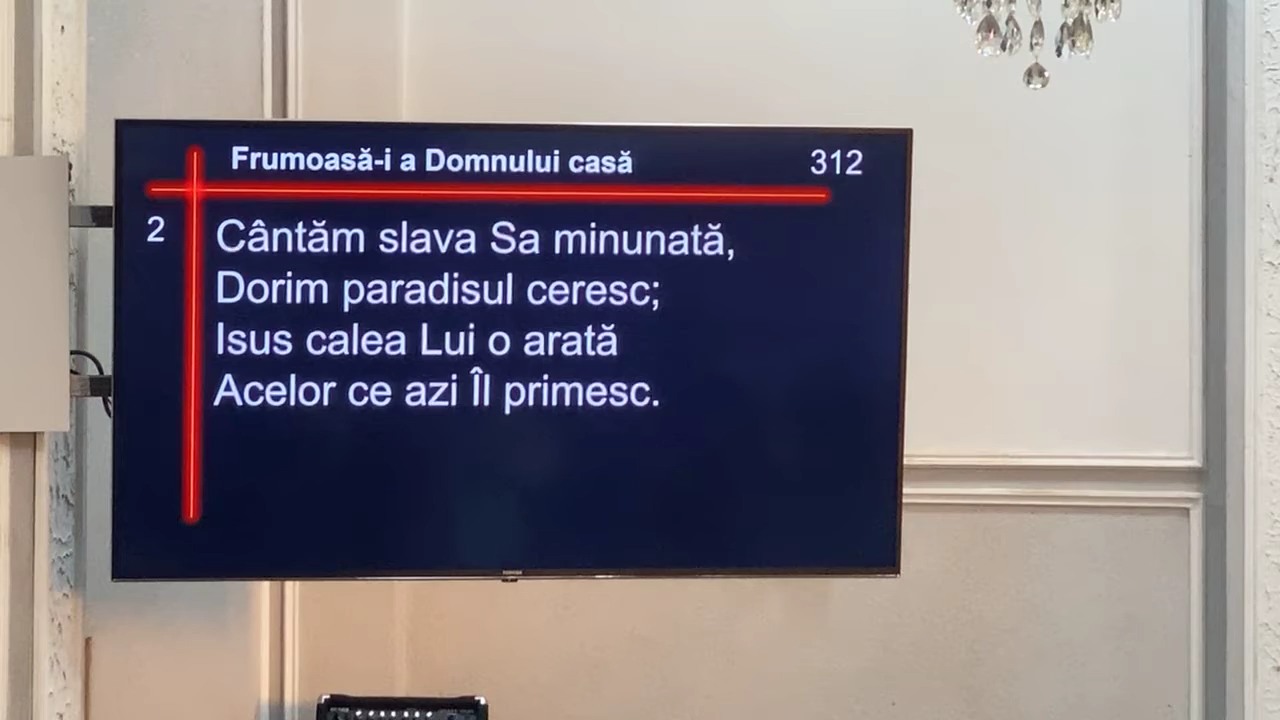 Frumoasă-i a Domnului casă 312
2 Cântăm slava Sa minunată,
Dorim paradisul ceresc;
Isus calea Lui o arată
Acelor ce azi Îl primesc.